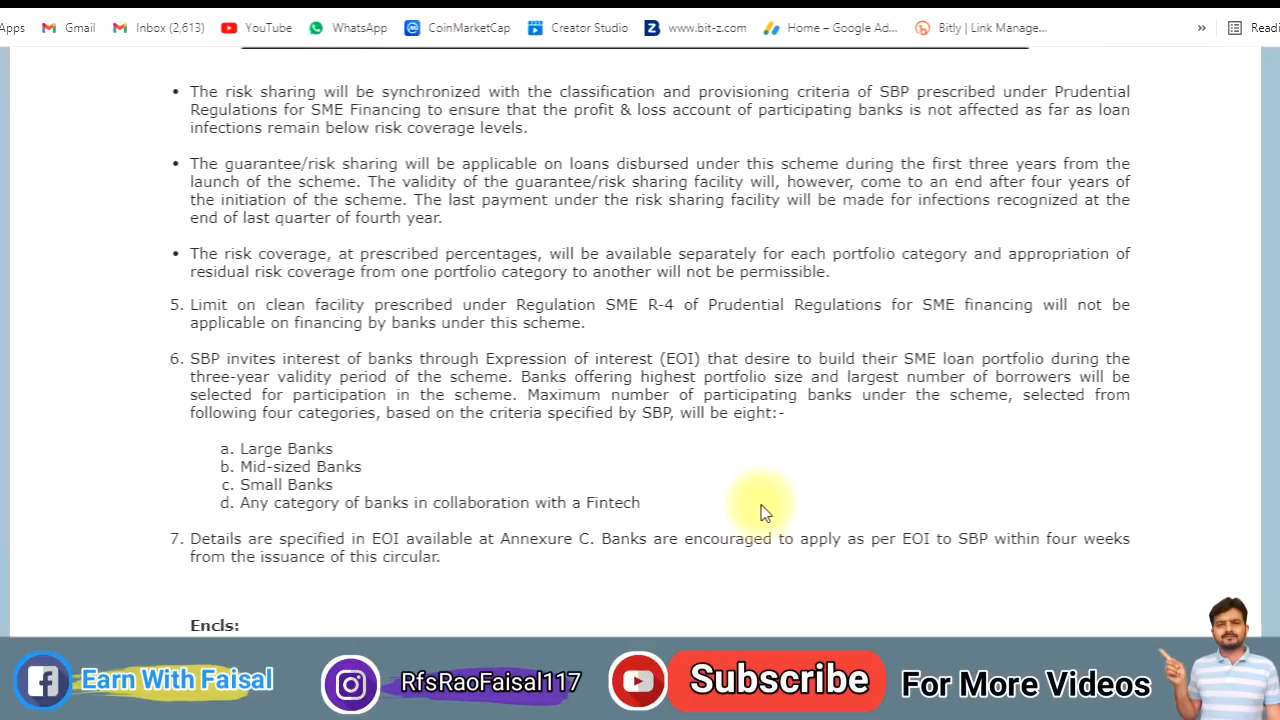 Apps Gmail Inbox (2,613) YouTube WhatsApp CoinMarketCap Creator Studio www.bit-z.com Home – Google Ad... Bitly | Link Manage... » Readi
• The risk sharing will be synchronized with the classification and provisioning criteria of SBP prescribed under Prudential
Regulations for SME Financing to ensure that the profit & loss account of participating banks is not affected as far as loan
infections remain below risk coverage levels.
• The guarantee/risk sharing will be applicable on loans disbursed under this scheme during the first three years from the
launch of the scheme. The validity of the guarantee/risk sharing facility will, however, come to an end after four years of
the initiation of the scheme. The last payment under the risk sharing facility will be made for infections recognized at the
end of last quarter of fourth year.
• The risk coverage, at prescribed percentages, will be available separately for each portfolio category and appropriation of
residual risk coverage from one portfolio category to another will not be permissible.
5. Limit on clean facility prescribed under Regulation SME R-4 of Prudential Regulations for SME financing will not be
applicable on financing by banks under this scheme.
6. SBP invites interest of banks through Expression of interest (EOI) that desire to build their SME loan portfolio during the
three-year validity period of the scheme. Banks offering highest portfolio size and largest number of borrowers will be
selected for participation in the scheme. Maximum number of participating banks under the scheme, selected from
following four categories, based on the criteria specified by SBP, will be eight:-
a. Large Banks
b. Mid-sized Banks
c. Small Banks
d. Any category of banks in collaboration with a Fintech
7. Details are specified in EOI available at Annexure C. Banks are encouraged to apply as per EOI to SBP within four weeks
from the issuance of this circular.
Encls:
Earn With Faisal RfsRaoFaisal117 Subscribe For More Videos